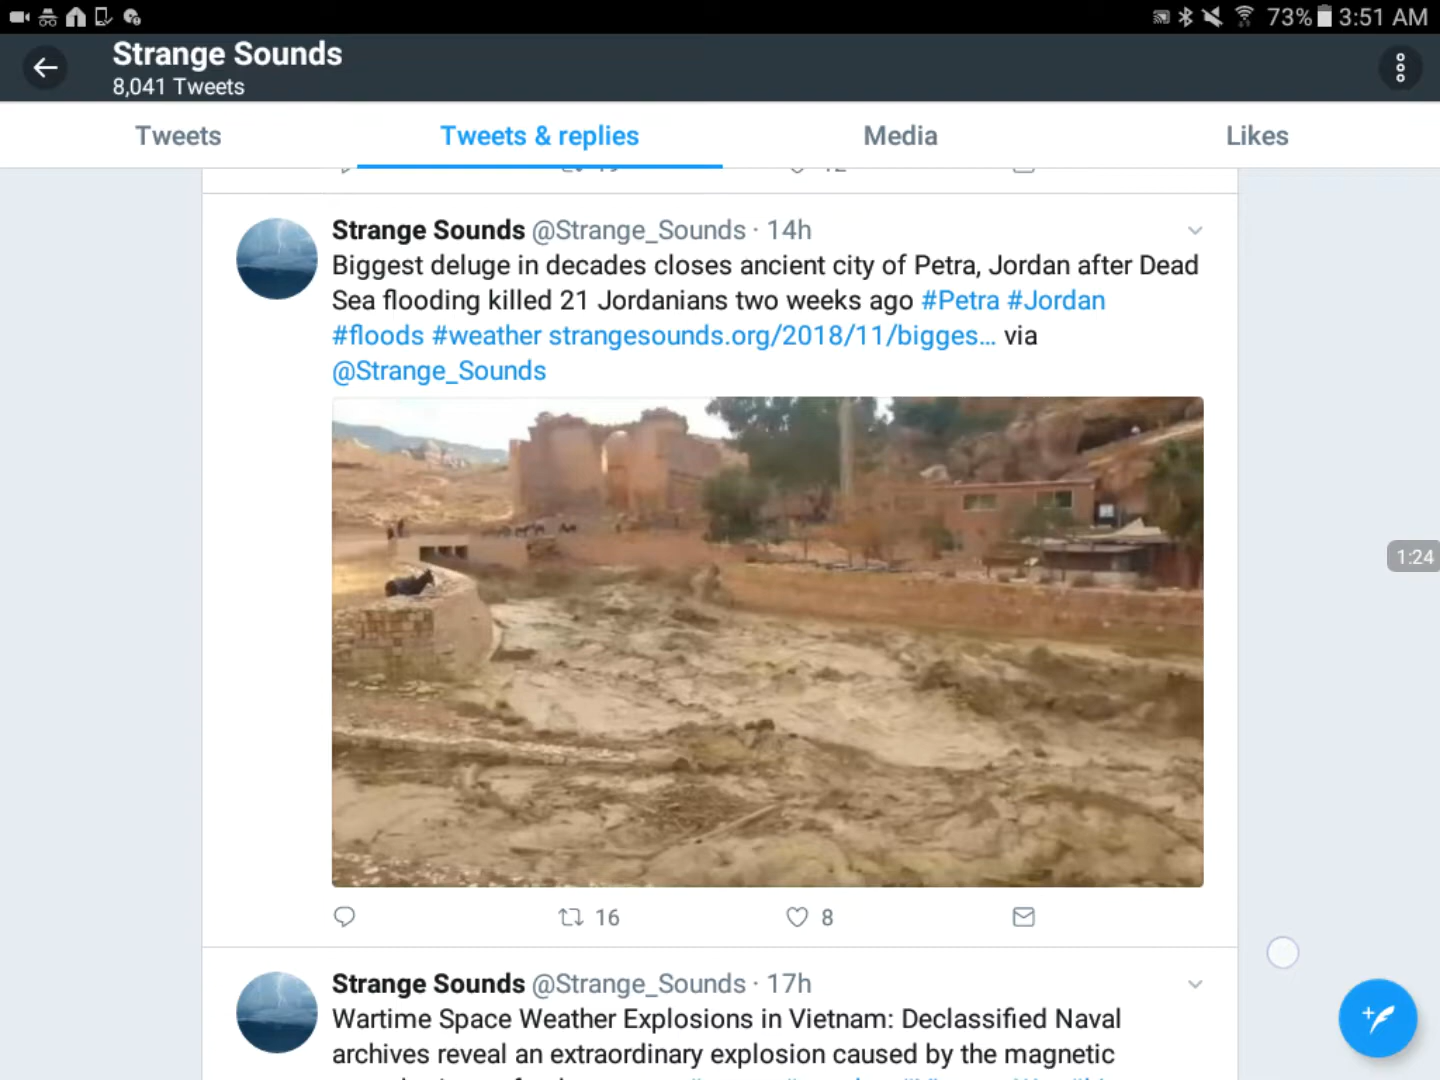 73% 3:51 AM
Strange Sounds
8,041 Tweets
Tweets Tweets & replies Media Likes
Strange Sounds @Strange_Sounds · 14h
Biggest deluge in decades closes ancient city of Petra, Jordan after Dead
Sea flooding killed 21 Jordanians two weeks ago #Petra #Jordan
#floods #weather strangesounds.org/2018/11/bigges... via
@Strange_Sounds
1:24
16 8
Strange Sounds @Strange_Sounds · 17h
Wartime Space Weather Explosions in Vietnam: Declassified Naval
archives reveal an extraordinary explosion caused by the magnetic